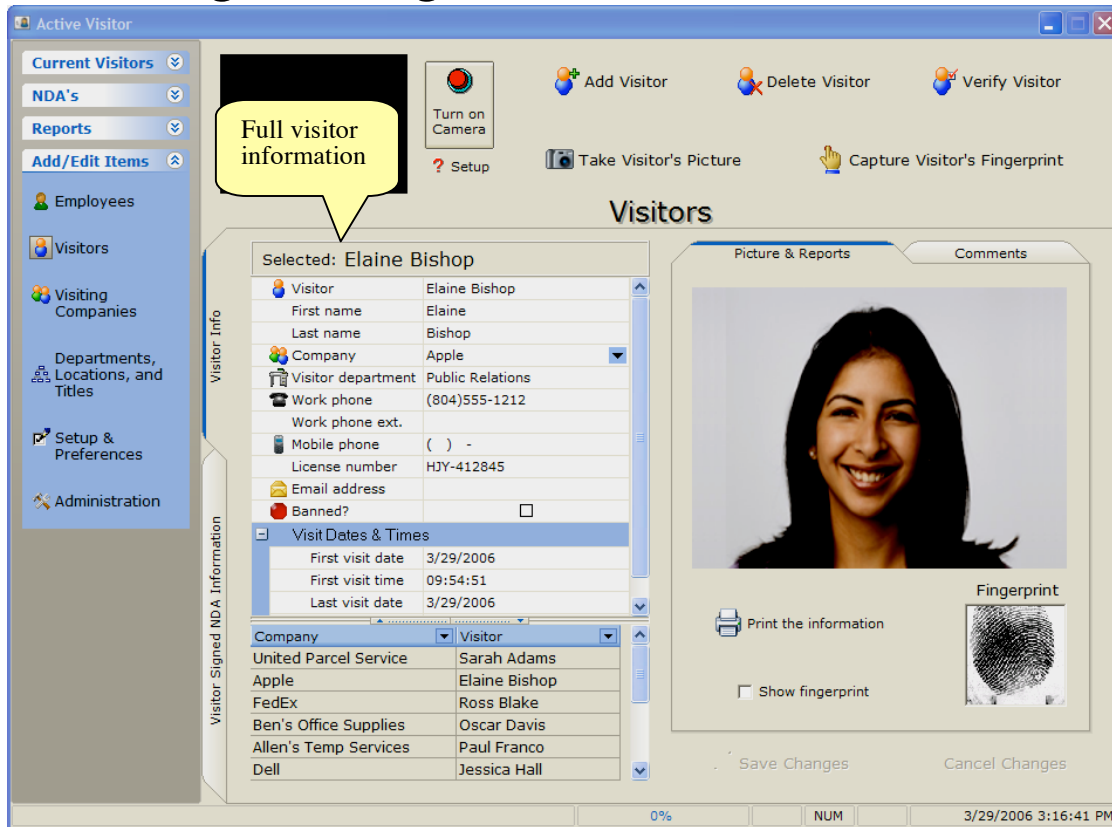 Active Visitor
Current Visitors
NDA's
Reports
Add/Edit Items
Employees
Visitors
Visiting
Companies
Departments,
Locations, and
Titles
Setup &
Preferences
Administration
Full visitor
information
Turn on
Camera
? Setup
Add Visitor
Delete Visitor
Verify Visitor
Take Visitor's Picture
Capture Visitor's Fingerprint
Visitors
Visitor Info
Visitor Signed NDA Information
Selected: Elaine Bishop
Visitor Elaine Bishop
First name Elaine
Last name Bishop
Company Apple
Visitor department Public Relations
Work phone (804)555-1212
Work phone ext.
Mobile phone ( ) -
License number HJY-412845
Email address
Banned?
Visit Dates & Times
First visit date 3/29/2006
First visit time 09:54:51
Last visit date 3/29/2006
Company Visitor
United Parcel Service Sarah Adams
Apple Elaine Bishop
FedEx Ross Blake
Ben's Office Supplies Oscar Davis
Allen's Temp Services Paul Franco
Dell Jessica Hall
Picture & Reports
Comments
Print the information
Fingerprint
Show fingerprint
Save Changes
Cancel Changes
0%
NUM
3/29/2006 3:16:41 PM